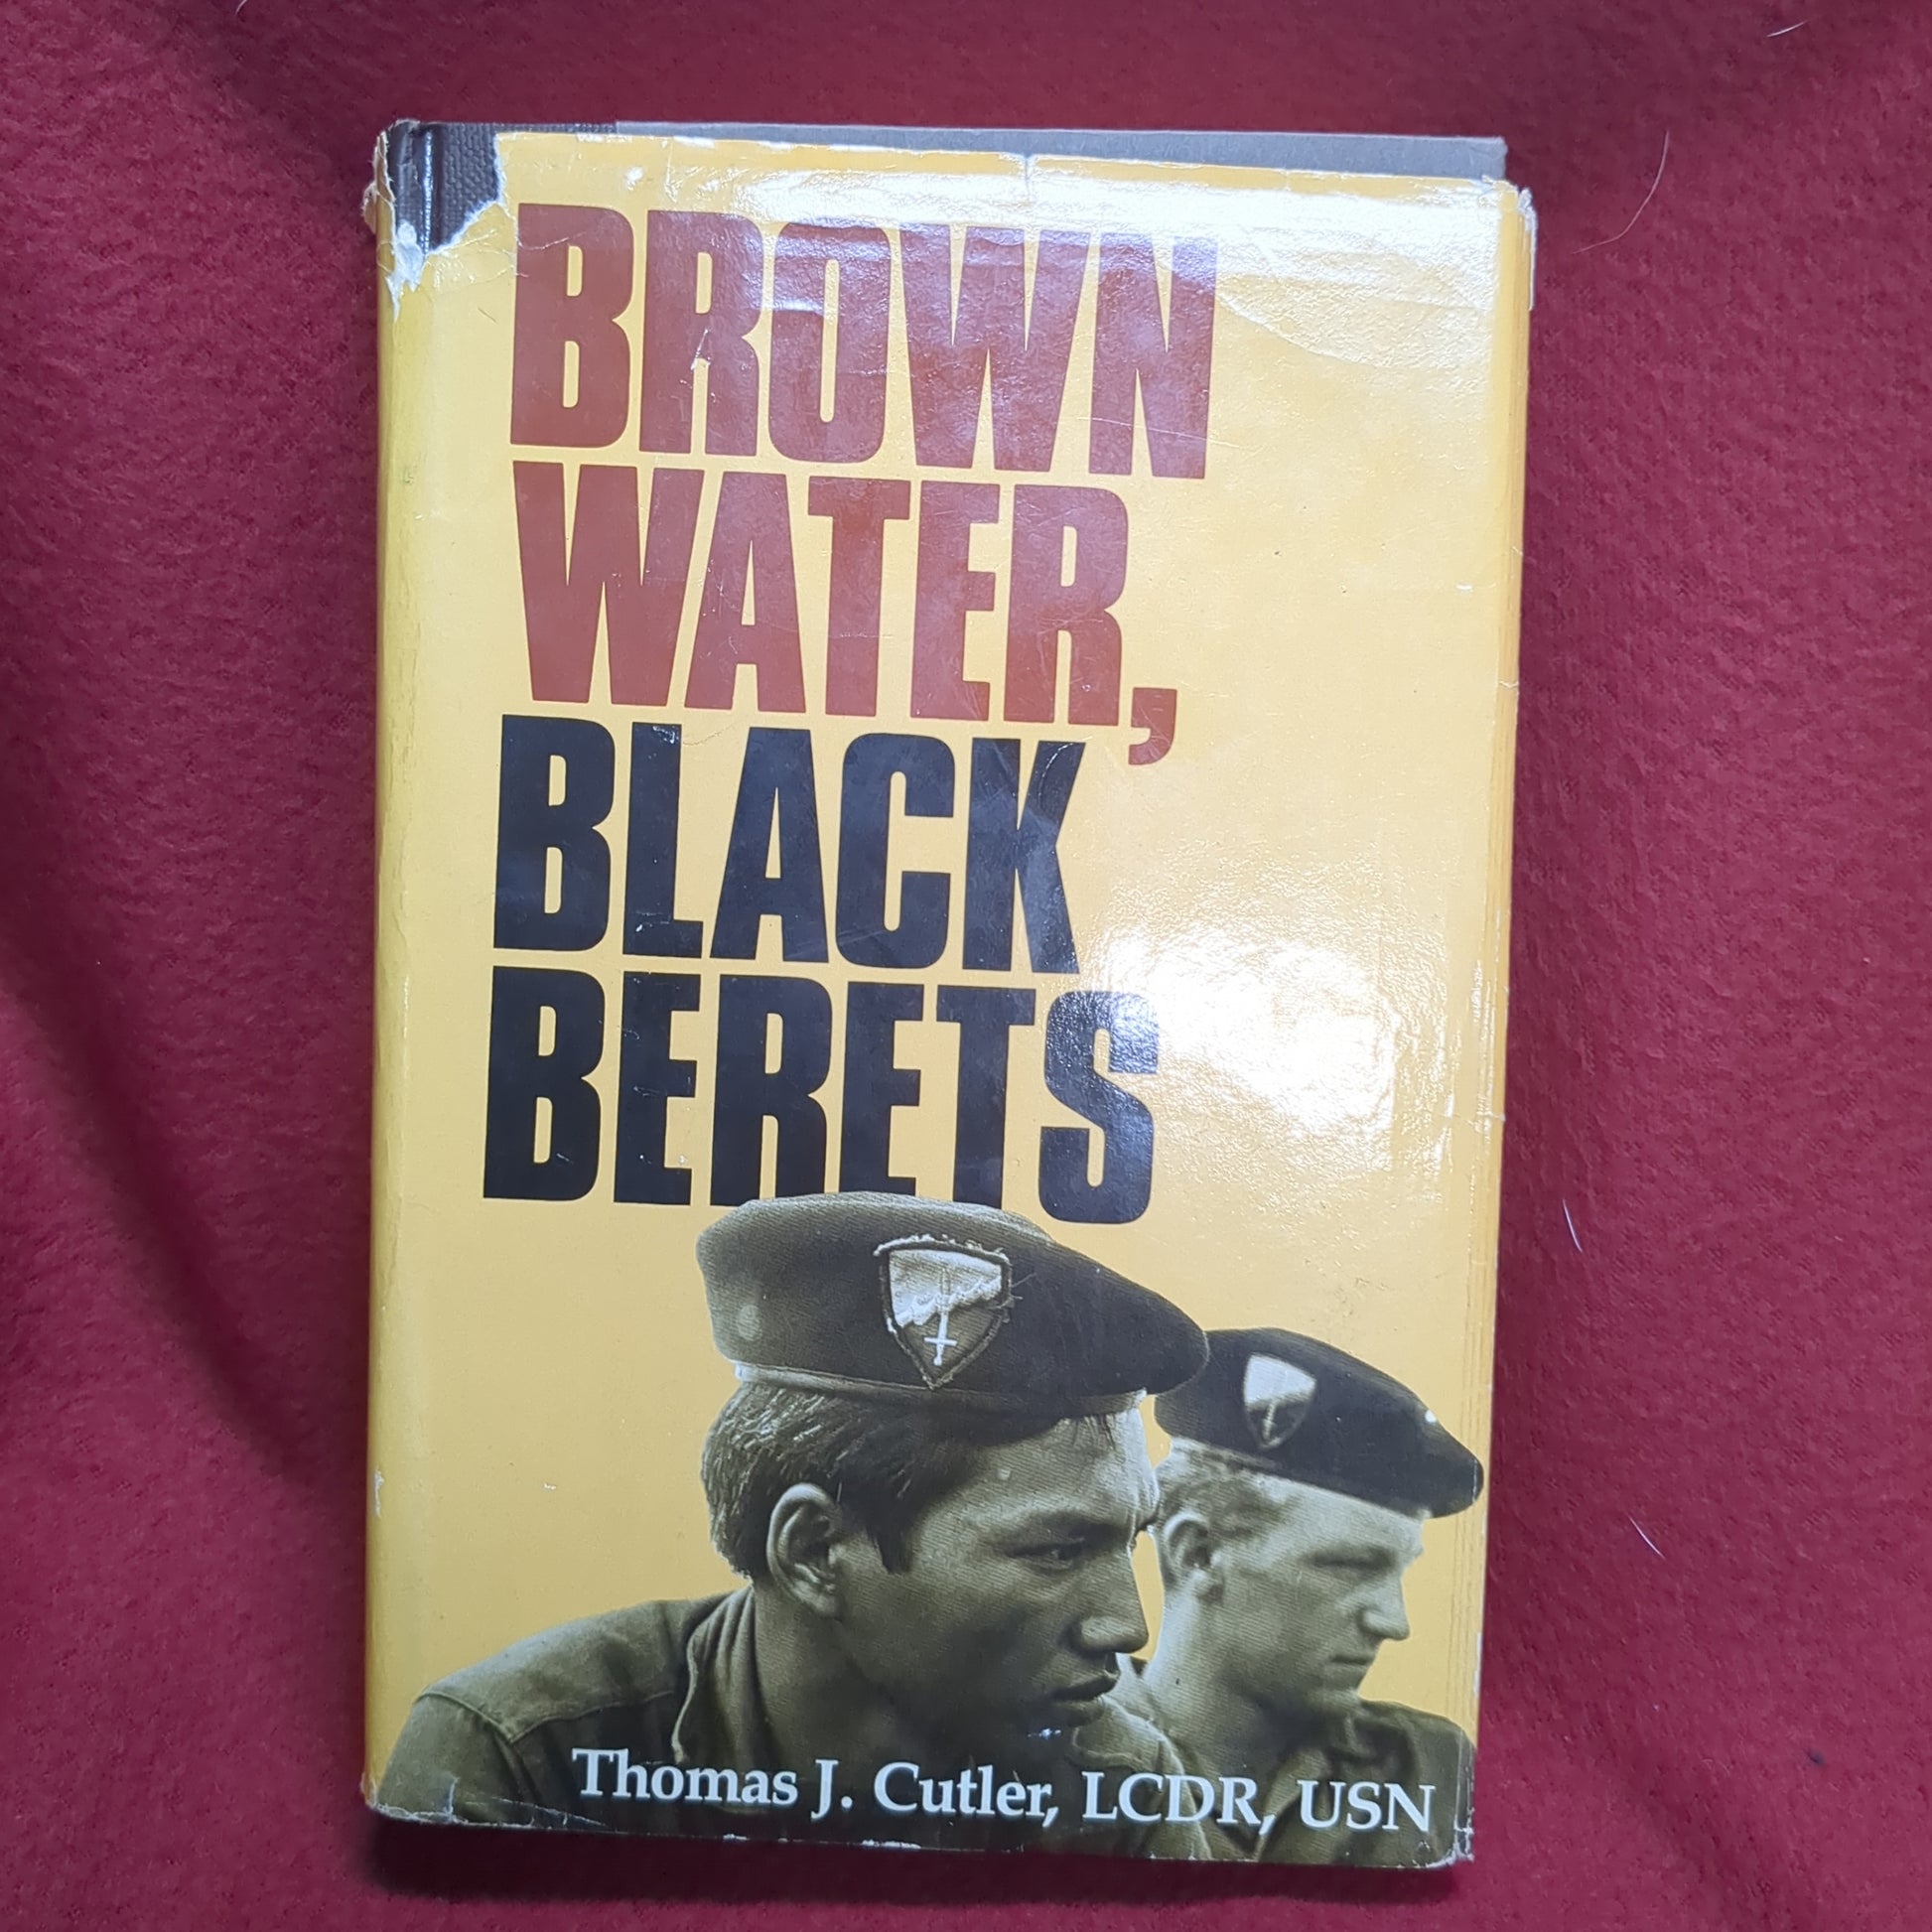 BROWN
WATER,
BLACK
BERETS
Thomas J. Cutler, LCDR, USN